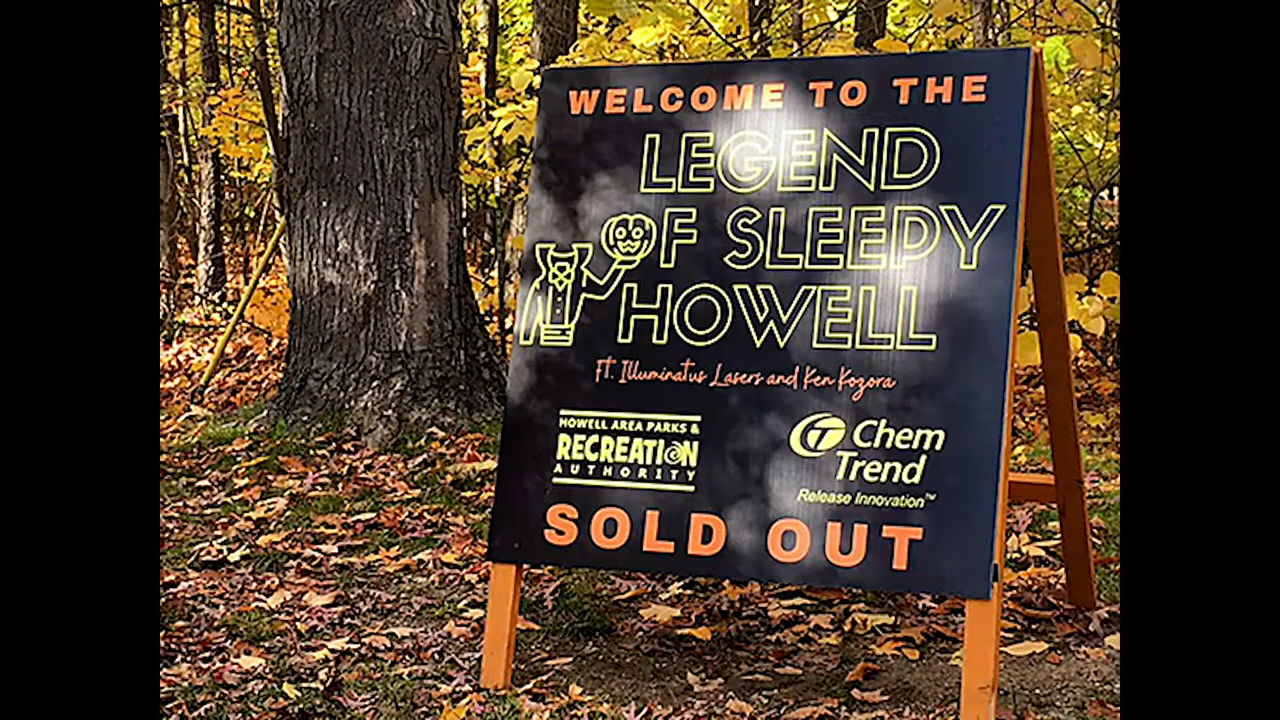 WELCOME TO THE
LEGEND
OF SLEEPY
HOWELL
Ft. Illuminatus Lasers and Ken Kozora
HOWELL AREA PARKS &
RECREATION
AUTHORITY
Chem
Trend
Release Innovation™
SOLD OUT